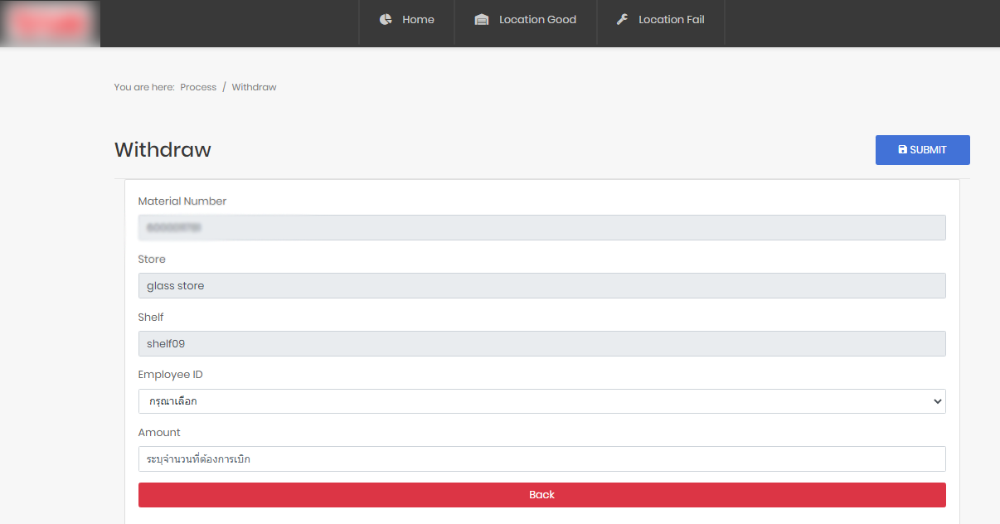 Home Location Good Location Fail
You are here: Process / Withdraw
Withdraw
SUBMIT
Material Number
Store
glass store
Shelf
shelf09
Employee ID
กรุณาเลือก
Amount
ระบุจำนวนที่ต้องการเบิก
Back